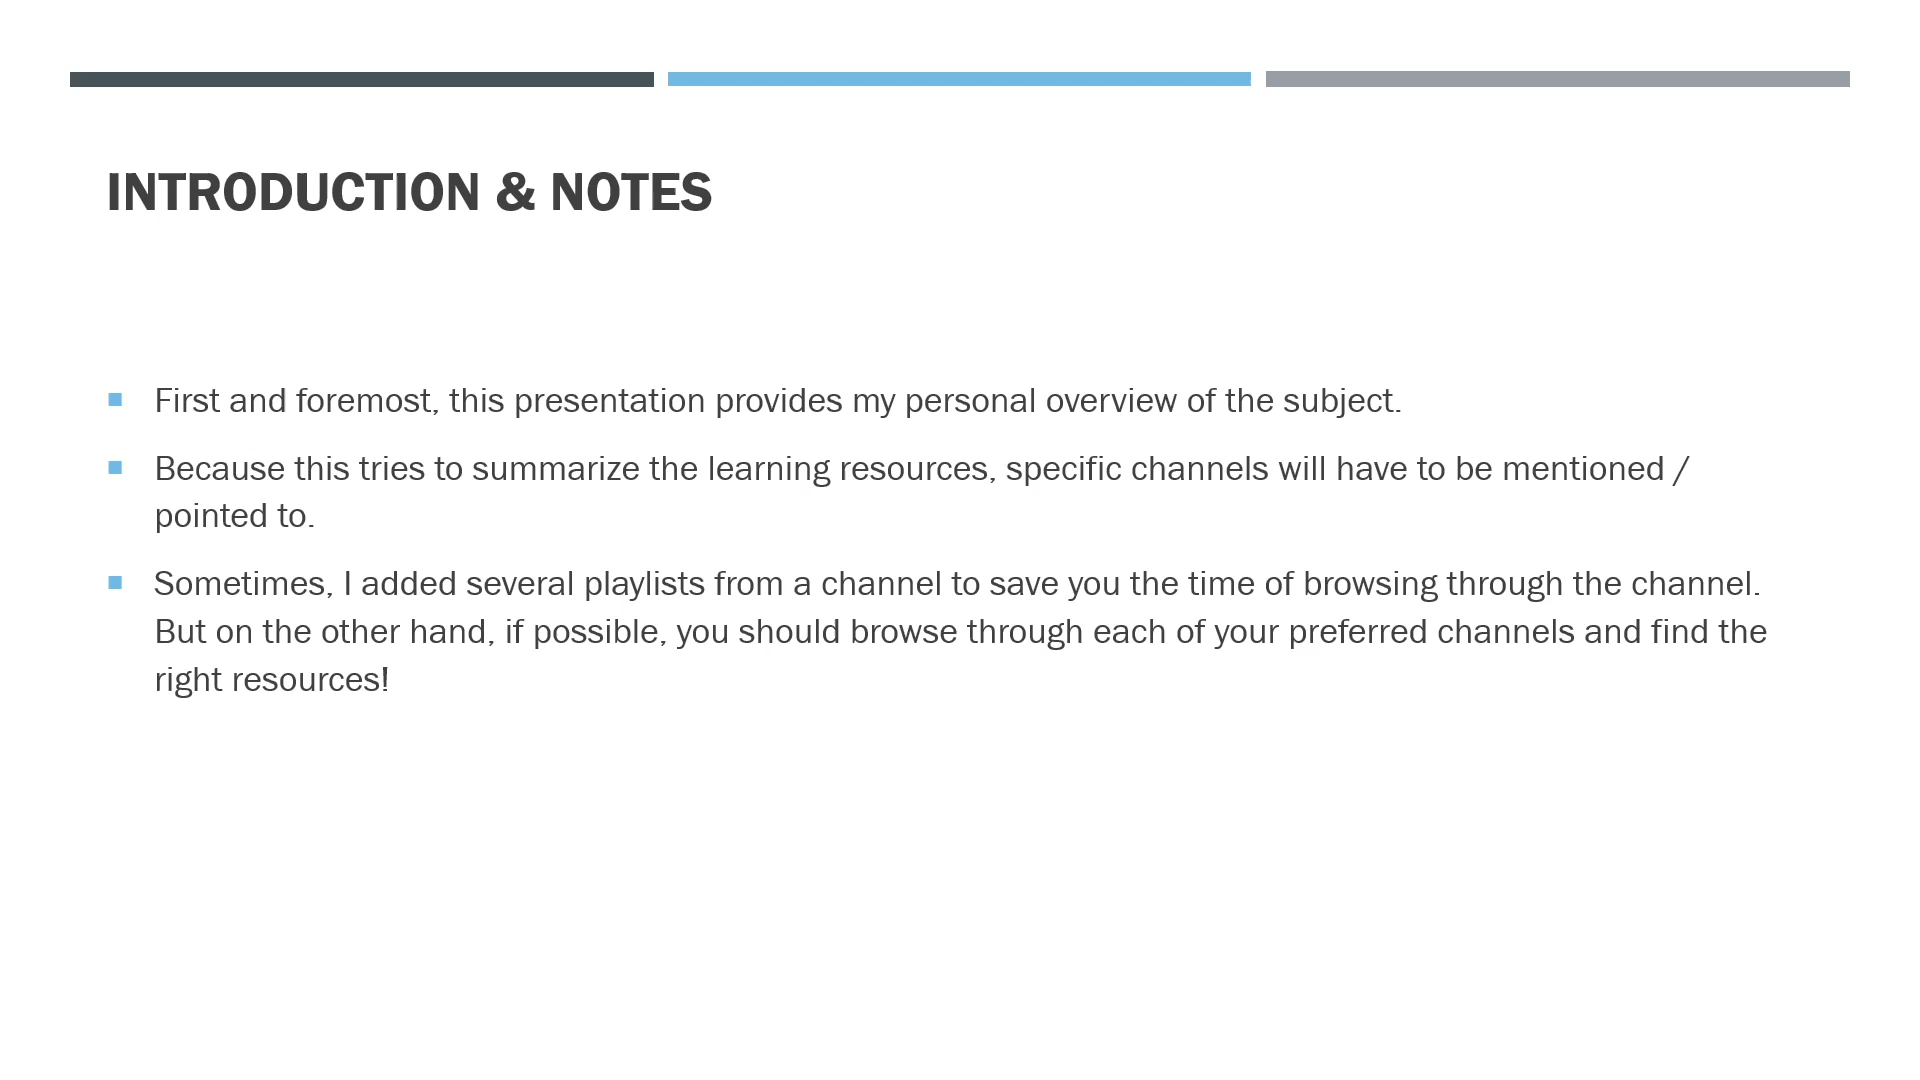 INTRODUCTION & NOTES
First and foremost, this presentation provides my personal overview of the subject.
Because this tries to summarize the learning resources, specific channels will have to be mentioned /
pointed to.
Sometimes, I added several playlists from a channel to save you the time of browsing through the channel.
But on the other hand, if possible, you should browse through each of your preferred channels and find the
right resources!